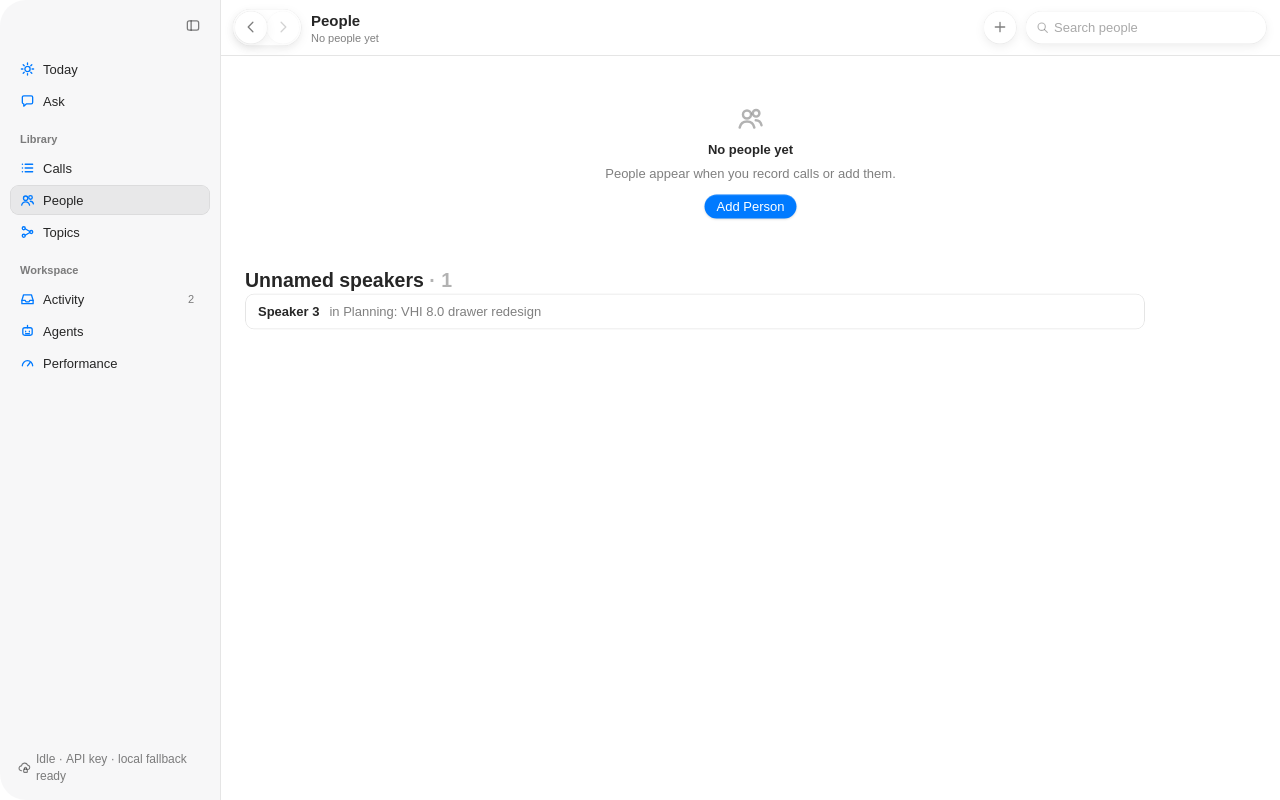 Today
Ask
Library
Calls
People
Topics
Workspace
Activity 2
Agents
Performance
Idle · API key · local fallback
ready
People
No people yet
Search people
No people yet
People appear when you record calls or add them.
Add Person
Unnamed speakers · 1
Speaker 3 in Planning: VHI 8.0 drawer redesign